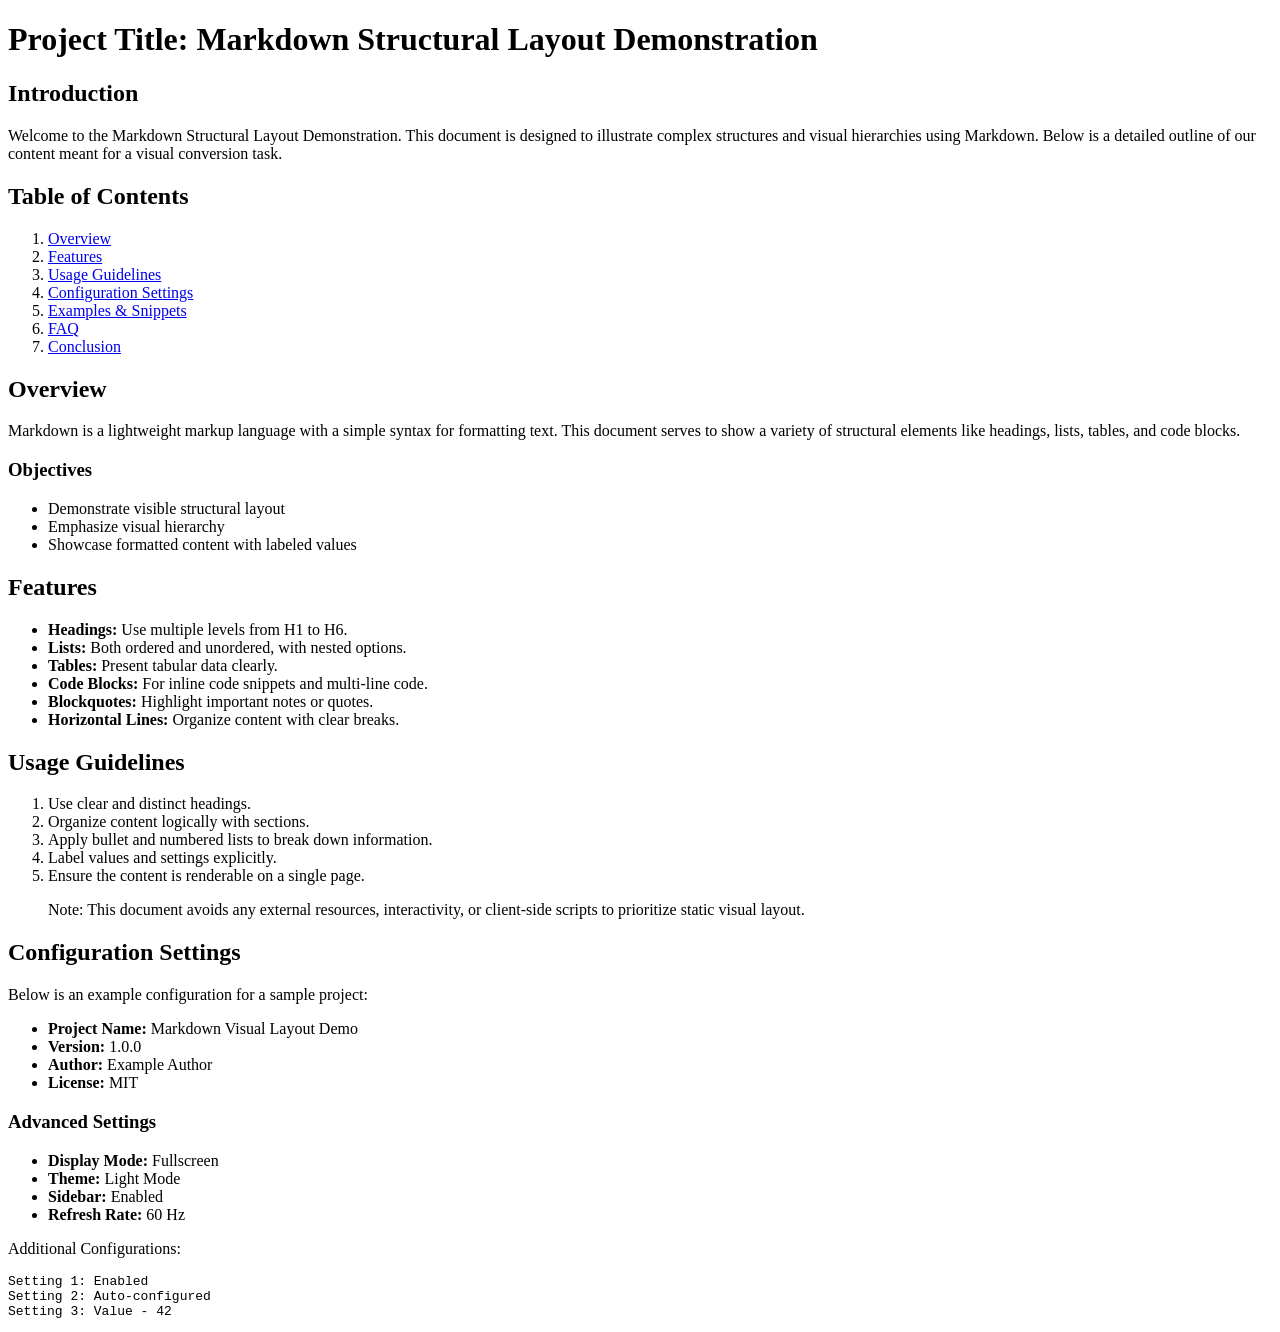 Project Title: Markdown Structural Layout Demonstration
Introduction
Welcome to the Markdown Structural Layout Demonstration. This document is designed to illustrate complex structures and visual hierarchies using Markdown. Below is a detailed outline of our
content meant for a visual conversion task.
Table of Contents
1. Overview
2. Features
3. Usage Guidelines
4. Configuration Settings
5. Examples & Snippets
6. FAQ
7. Conclusion
Overview
Markdown is a lightweight markup language with a simple syntax for formatting text. This document serves to show a variety of structural elements like headings, lists, tables, and code blocks.
Objectives
• Demonstrate visible structural layout
• Emphasize visual hierarchy
• Showcase formatted content with labeled values
Features
• Headings: Use multiple levels from H1 to H6.
• Lists: Both ordered and unordered, with nested options.
• Tables: Present tabular data clearly.
• Code Blocks: For inline code snippets and multi-line code.
• Blockquotes: Highlight important notes or quotes.
• Horizontal Lines: Organize content with clear breaks.
Usage Guidelines
1. Use clear and distinct headings.
2. Organize content logically with sections.
3. Apply bullet and numbered lists to break down information.
4. Label values and settings explicitly.
5. Ensure the content is renderable on a single page.
Note: This document avoids any external resources, interactivity, or client-side scripts to prioritize static visual layout.
Configuration Settings
Below is an example configuration for a sample project:
• Project Name: Markdown Visual Layout Demo
• Version: 1.0.0
• Author: Example Author
• License: MIT
Advanced Settings
• Display Mode: Fullscreen
• Theme: Light Mode
• Sidebar: Enabled
• Refresh Rate: 60 Hz
Additional Configurations:
Setting 1: Enabled
Setting 2: Auto-configured
Setting 3: Value - 42